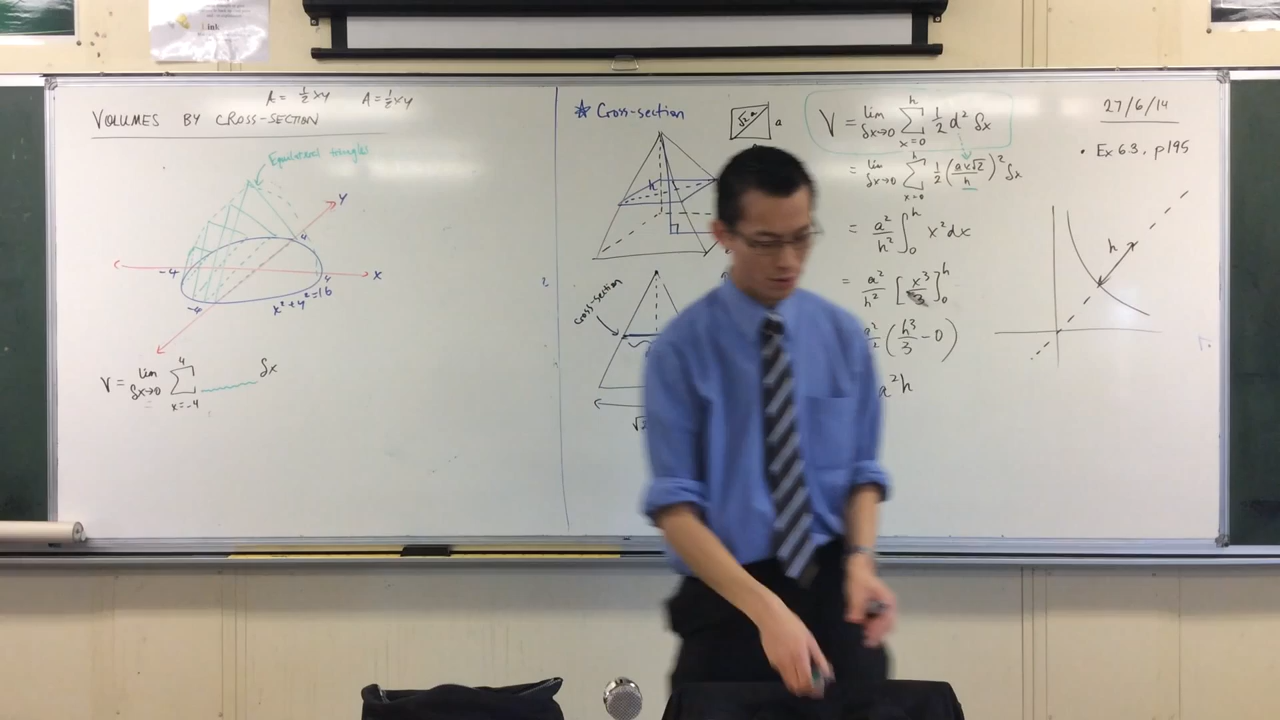 ink
A = ½xy A = ½xy
VOLUMES BY CROSS-SECTION
Equilateral triangles
y
-4
4
x
4
-4
x² + y² = 16
V = lim δx→0 4 ∑ x=-4 ____ δx
* Cross-section
a
h
Cross-section
V = lim δx→0 h ∑ x=0 ½ d² δx
= lim δx→0 h ∑ x=0 ½ (ax√2/h)² δx
= a²/h² ∫₀ʰ x² dx
= a²/h² [x³/3]₀ʰ
(h³/3 - 0)
a²h
27/6/14
• Ex 6.3, p195
h